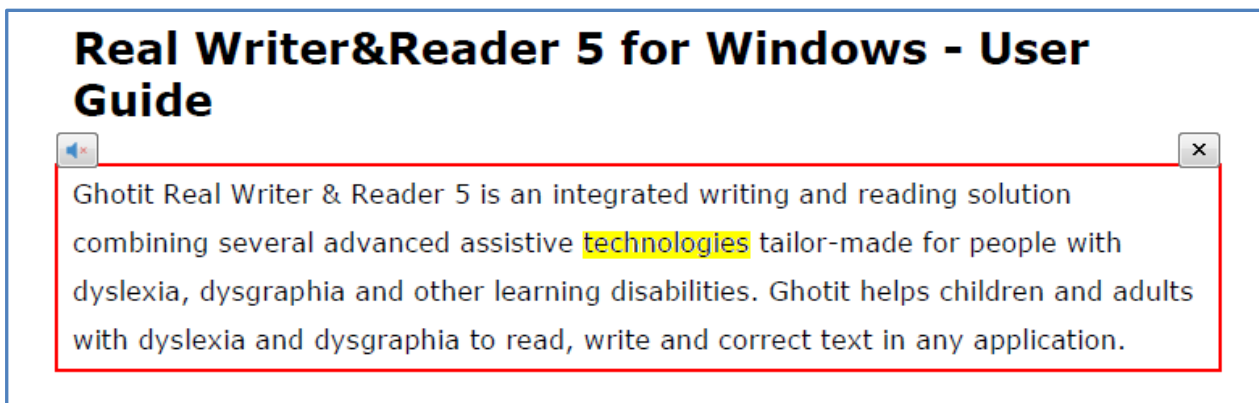 Real Writer&Reader 5 for Windows - User
Guide
Ghotit Real Writer & Reader 5 is an integrated writing and reading solution
combining several advanced assistive technologies tailor-made for people with
dyslexia, dysgraphia and other learning disabilities. Ghotit helps children and adults
with dyslexia and dysgraphia to read, write and correct text in any application.